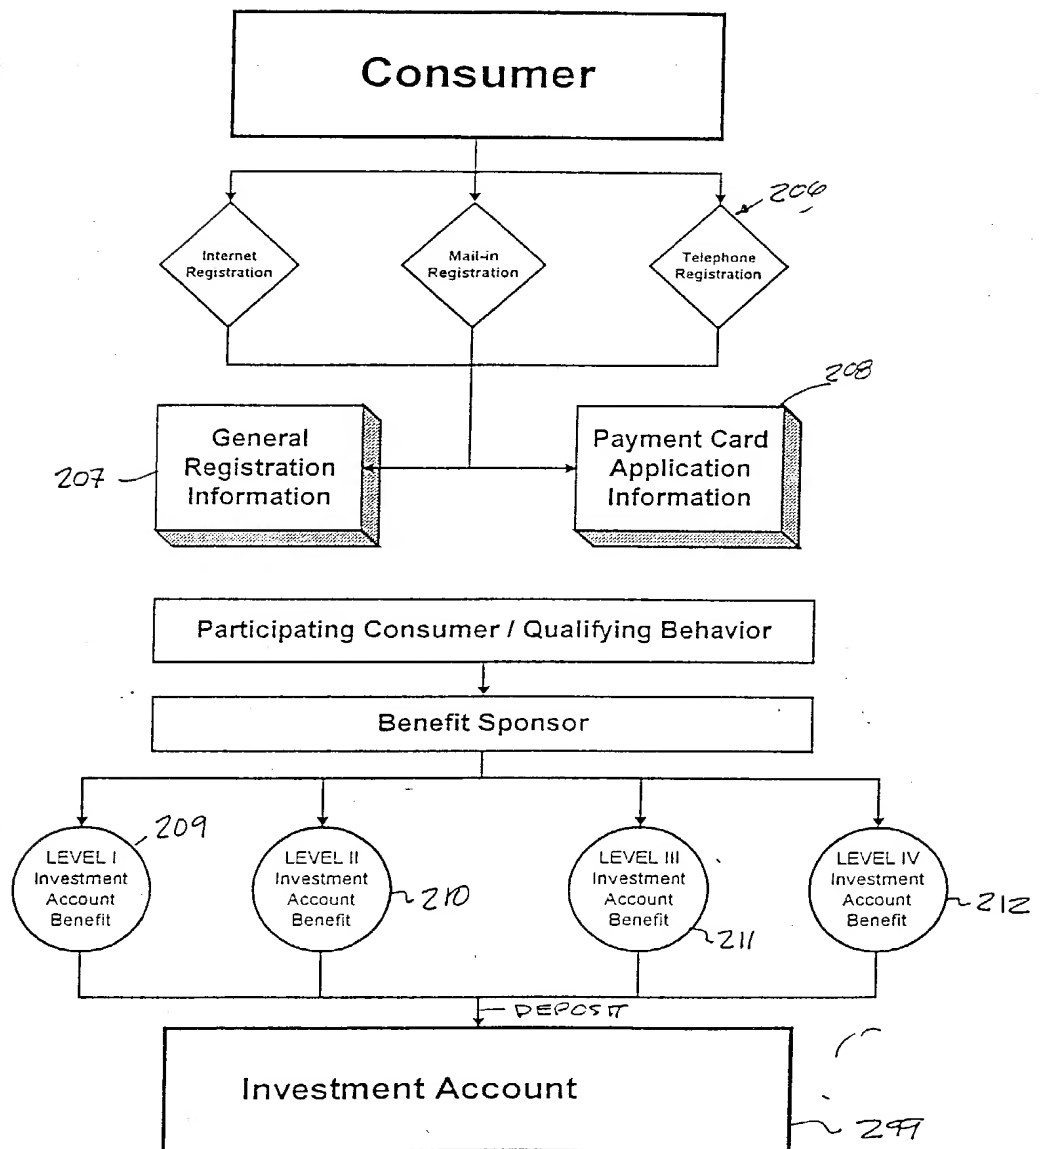 Consumer
206
Internet
Registration
Mail-in
Registration
Telephone
Registration
208
General
Registration
Information
Payment Card
Application
Information
207
Participating Consumer / Qualifying Behavior
Benefit Sponsor
209
LEVEL I
Investment
Account
Benefit
LEVEL II
Investment
Account
Benefit
210
LEVEL III
Investment
Account
Benefit
211
LEVEL IV
Investment
Account
Benefit
212
DEPOSIT
Investment Account
299